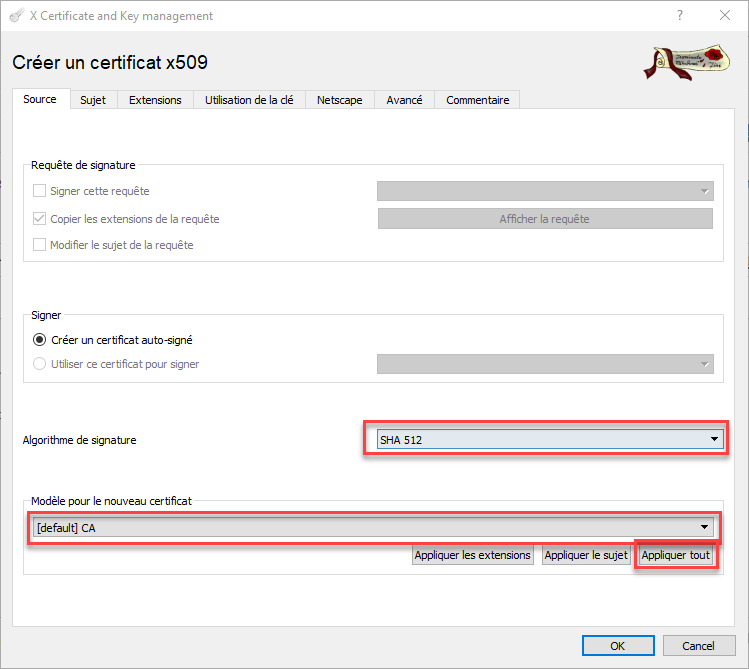 X Certificate and Key management
?
Créer un certificat x509
Source Sujet Extensions Utilisation de la clé Netscape Avancé Commentaire
Requête de signature
Signer cette requête
Copier les extensions de la requête Afficher la requête
Modifier le sujet de la requête
Signer
Créer un certificat auto-signé
Utiliser ce certificat pour signer
Algorithme de signature SHA 512
Modèle pour le nouveau certificat
[default] CA
Appliquer les extensions Appliquer le sujet Appliquer tout
OK Cancel